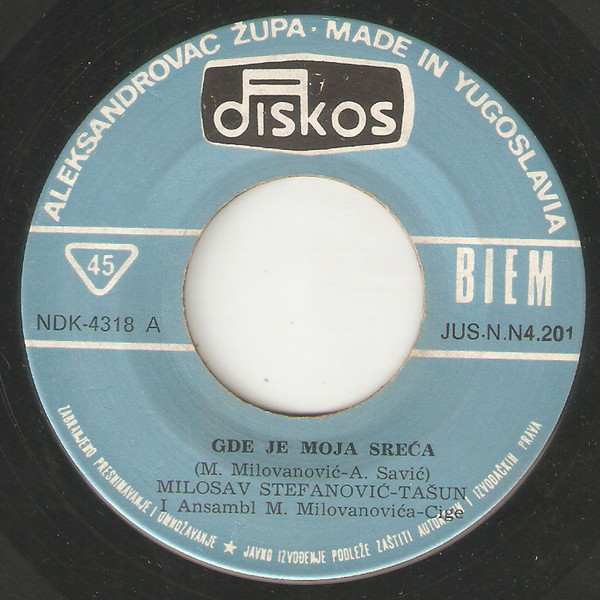 ALEKSANDROVAC ŽUPA · MADE IN YUGOSLAVIA
DISKOS
45
BIEM
NDK-4318 A
JUS·N.N4.201
GDE JE MOJA SREĆA
(M. Milovanović-A. Savić)
MILOSAV STEFANOVIĆ-TAŠUN
I Ansambl M. Milovanovića-Cige
ZABRANJENO PRESNIMAVANJE I UMNOŽAVANJE ★ JAVNO IZVOĐENJE PODLEŽE ZAŠTITI AUTORSKIH I IZVOĐAČKIH PRAVA